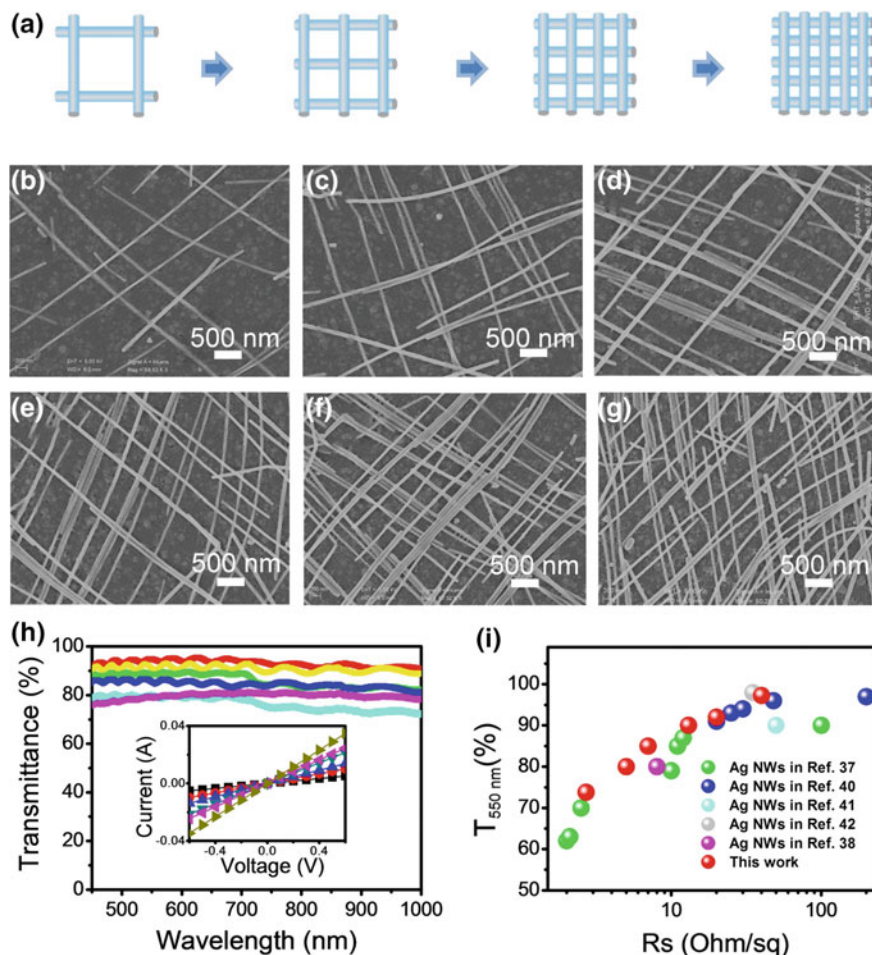 (a)
(b)
500 nm
(c)
500 nm
(d)
500 nm
(e)
500 nm
(f)
500 nm
(g)
500 nm
(h)
Transmittance (%)
100
80
60
40
20
0
500 600 700 800 900 1000
Wavelength (nm)
Current (A)
0.04
0.00
-0.04
-0.4 0.0 0.4
Voltage (V)
(i)
T550 nm(%)
100
90
80
70
60
50
10 100
Rs (Ohm/sq)
Ag NWs in Ref. 37
Ag NWs in Ref. 40
Ag NWs in Ref. 41
Ag NWs in Ref. 42
Ag NWs in Ref. 38
This work